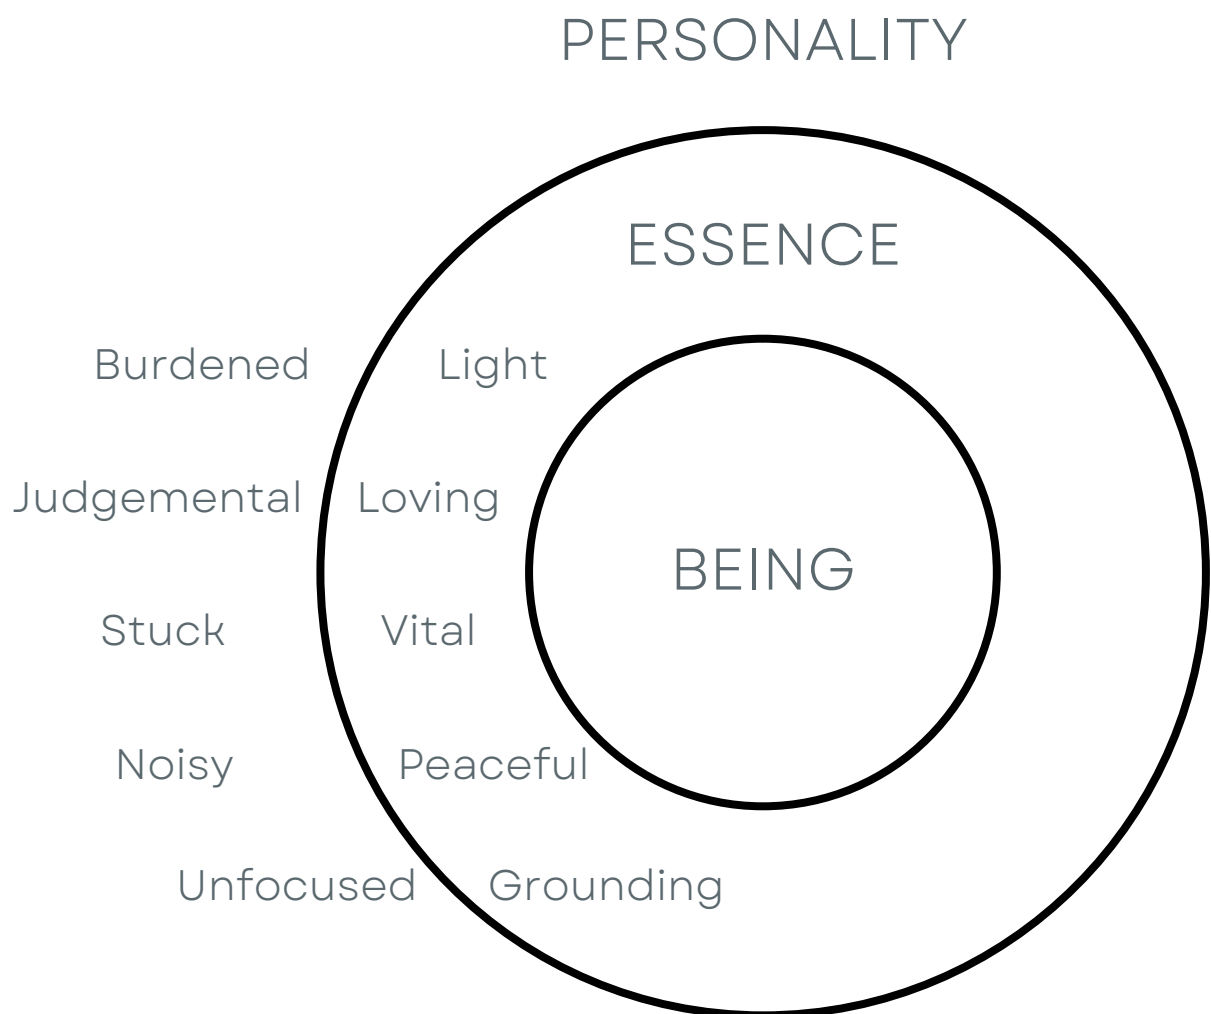 PERSONALITY
ESSENCE
Burdened Light
Judgemental Loving
BEING
Stuck Vital
Noisy Peaceful
Unfocused Grounding